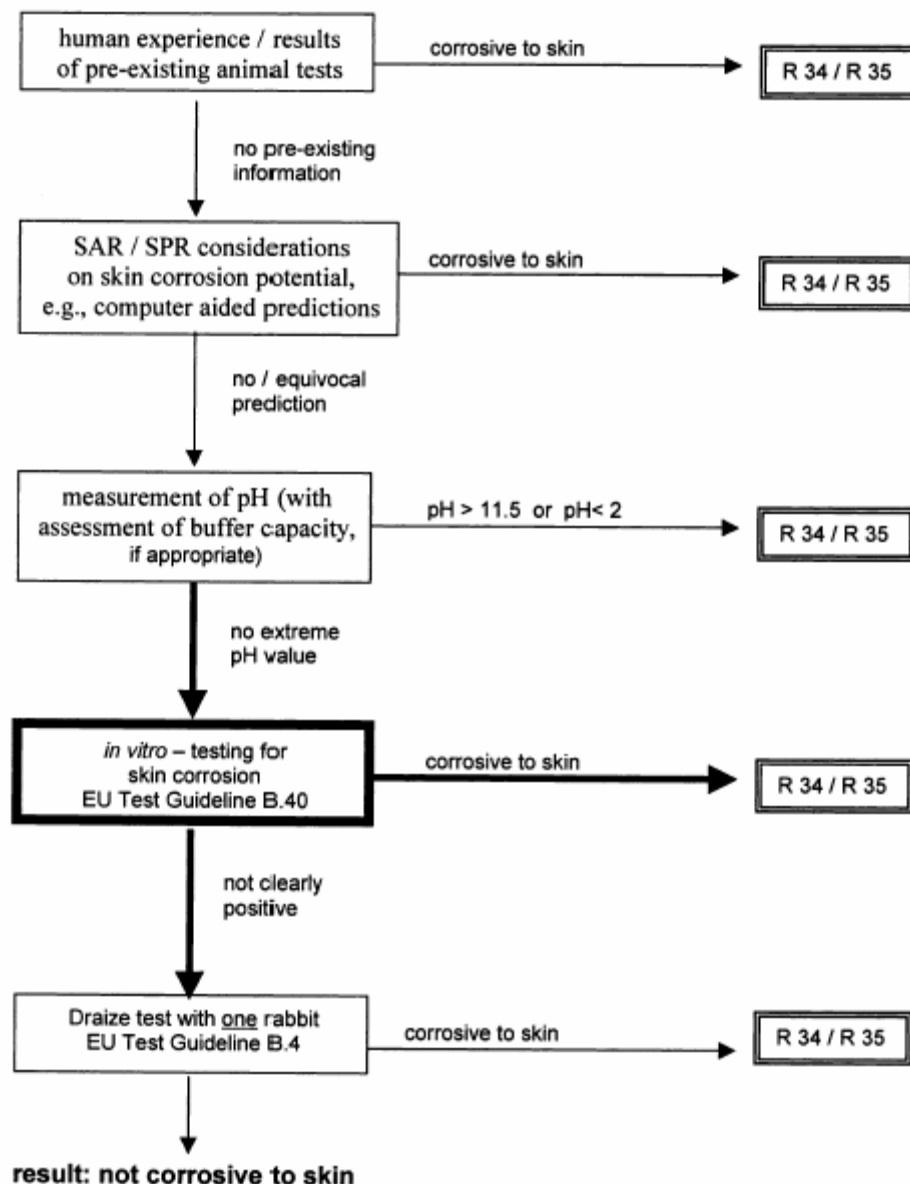 human experience / results
of pre-existing animal tests
corrosive to skin
R 34 / R 35
no pre-existing
information
SAR / SPR considerations
on skin corrosion potential,
e.g., computer aided predictions
corrosive to skin
R 34 / R 35
no / equivocal
prediction
measurement of pH (with
assessment of buffer capacity,
if appropriate)
pH > 11.5 or pH< 2
R 34 / R 35
no extreme
pH value
in vitro – testing for
skin corrosion
EU Test Guideline B.40
corrosive to skin
R 34 / R 35
not clearly
positive
Draize test with one rabbit
EU Test Guideline B.4
corrosive to skin
R 34 / R 35
result: not corrosive to skin